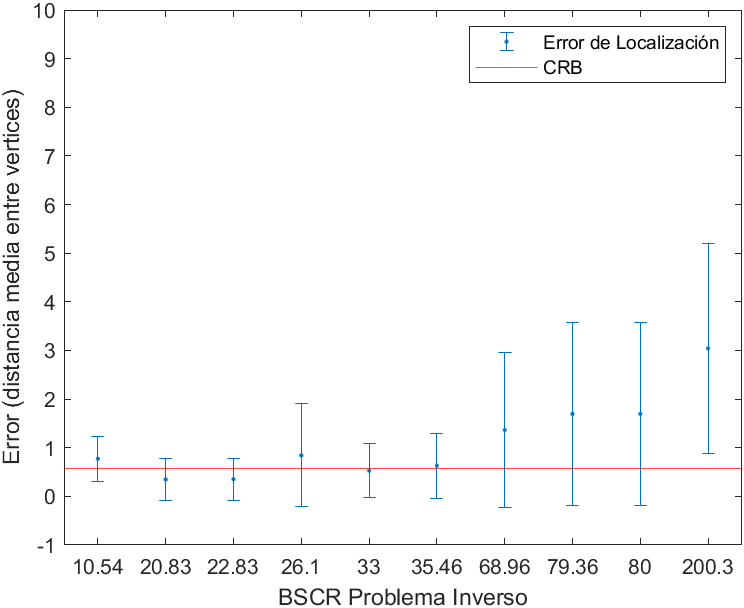 10
9
8
7
6
5
4
3
2
1
0
-1
Error (distancia media entre vertices)
Error de Localización
CRB
10.54 20.83 22.83 26.1 33 35.46 68.96 79.36 80 200.3
BSCR Problema Inverso